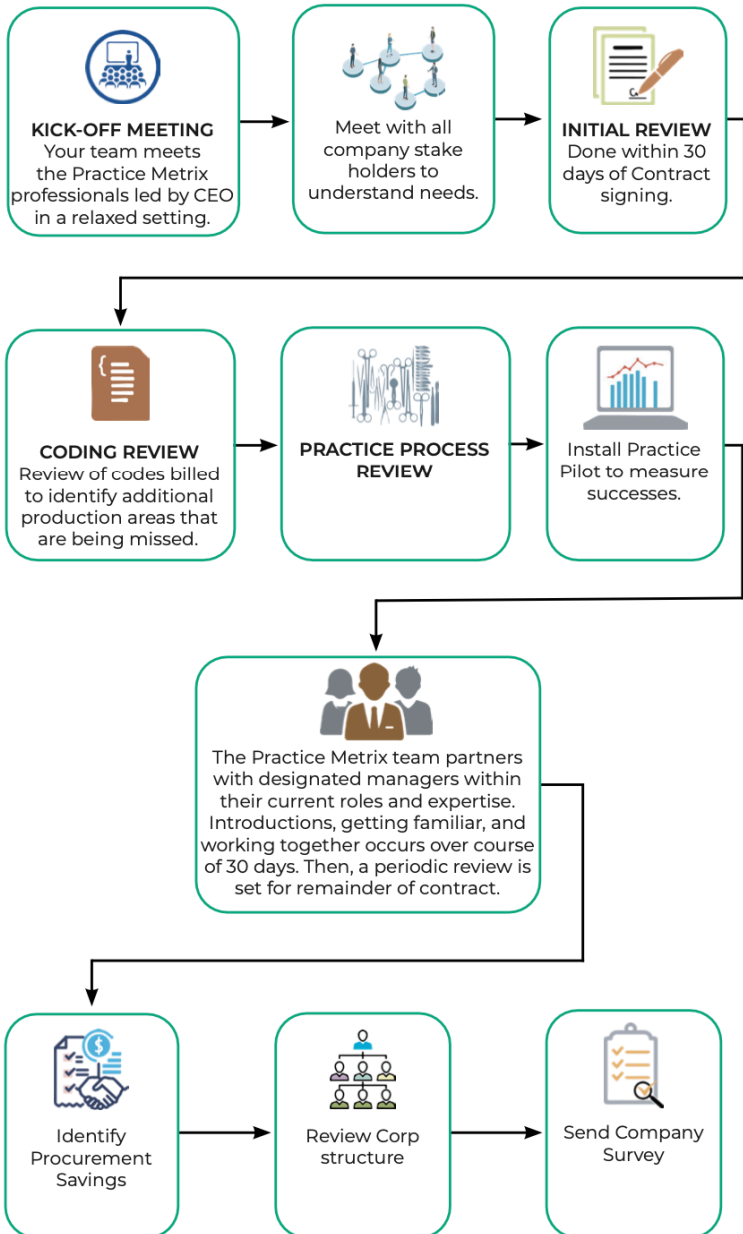 KICK-OFF MEETING
Your team meets
the Practice Metrix
professionals led by CEO
in a relaxed setting.
Meet with all
company stake
holders to
understand needs.
INITIAL REVIEW
Done within 30
days of Contract
signing.
CODING REVIEW
Review of codes billed
to identify additional
production areas that
are being missed.
PRACTICE PROCESS
REVIEW
Install Practice
Pilot to measure
successes.
The Practice Metrix team partners
with designated managers within
their current roles and expertise.
Introductions, getting familiar, and
working together occurs over course
of 30 days. Then, a periodic review is
set for remainder of contract.
Identify
Procurement
Savings
Review Corp
structure
Send Company
Survey